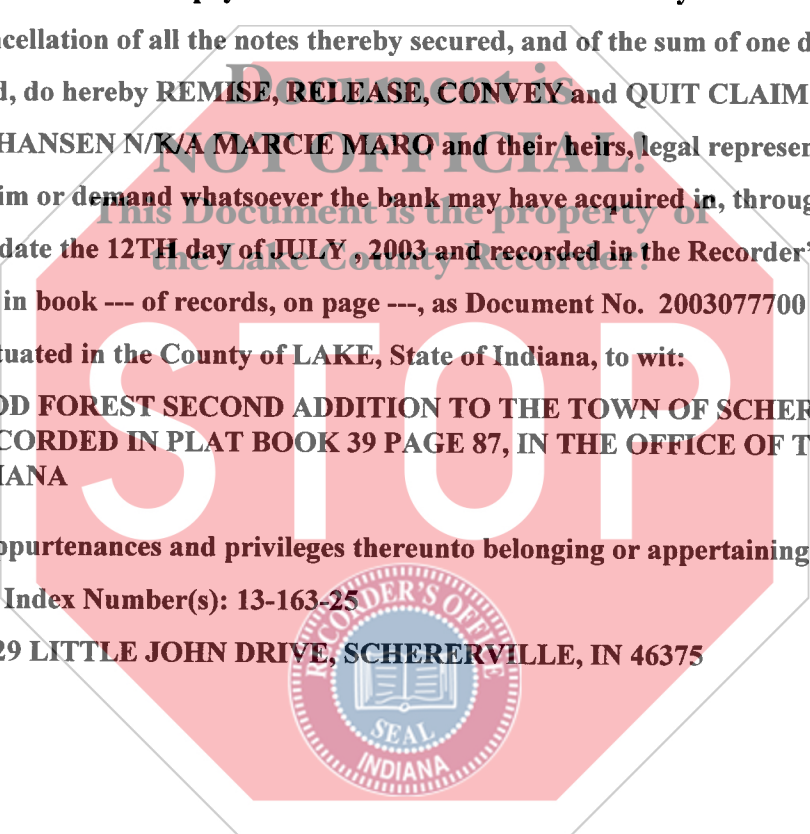 cellation of all the notes thereby secured, and of the sum of one d
d, do hereby REMISE, RELEASE, CONVEY and QUIT CLAIM
HANSEN N/K/A MARCIE MARO and their heirs, legal represen
im or demand whatsoever the bank may have acquired in, throug
date the 12TH day of JULY , 2003 and recorded in the Recorder'
in book --- of records, on page ---, as Document No. 2003077700
tuated in the County of LAKE, State of Indiana, to wit:
OD FOREST SECOND ADDITION TO THE TOWN OF SCHER
CORDED IN PLAT BOOK 39 PAGE 87, IN THE OFFICE OF T
IANA
ppurtenances and privileges thereunto belonging or appertaining
Index Number(s): 13-163-25
29 LITTLE JOHN DRIVE, SCHERERVILLE, IN 46375
Document is
NOT OFFICIAL!
This Document is the property of
the Lake County Recorder!
STOP
RECORDER'S OFFICE
SEAL
INDIANA